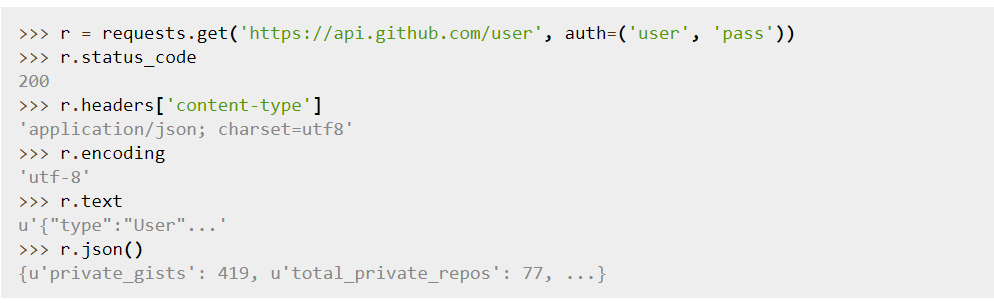 >>> r = requests.get('https://api.github.com/user', auth=('user', 'pass'))
>>> r.status_code
200
>>> r.headers['content-type']
'application/json; charset=utf8'
>>> r.encoding
'utf-8'
>>> r.text
u'{"type":"User"...'
>>> r.json()
{u'private_gists': 419, u'total_private_repos': 77, ...}